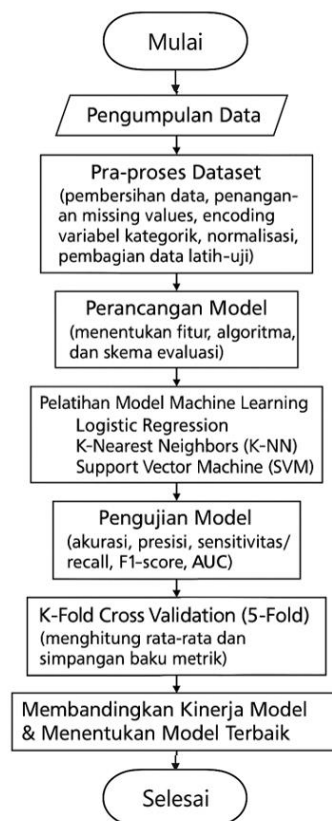 Mulai
Pengumpulan Data
Pra-proses Dataset
(pembersihan data, penangan-
an missing values, encoding
variabel kategorik, normalisasi,
pembagian data latih-uji)
Perancangan Model
(menentukan fitur, algoritma,
dan skema evaluasi)
Pelatihan Model Machine Learning
Logistic Regression
K-Nearest Neighbors (K-NN)
Support Vector Machine (SVM)
Pengujian Model
(akurasi, presisi, sensitivitas/
recall, F1-score, AUC)
K-Fold Cross Validation (5-Fold)
(menghitung rata-rata dan
simpangan baku metrik)
Membandingkan Kinerja Model
& Menentukan Model Terbaik
Selesai